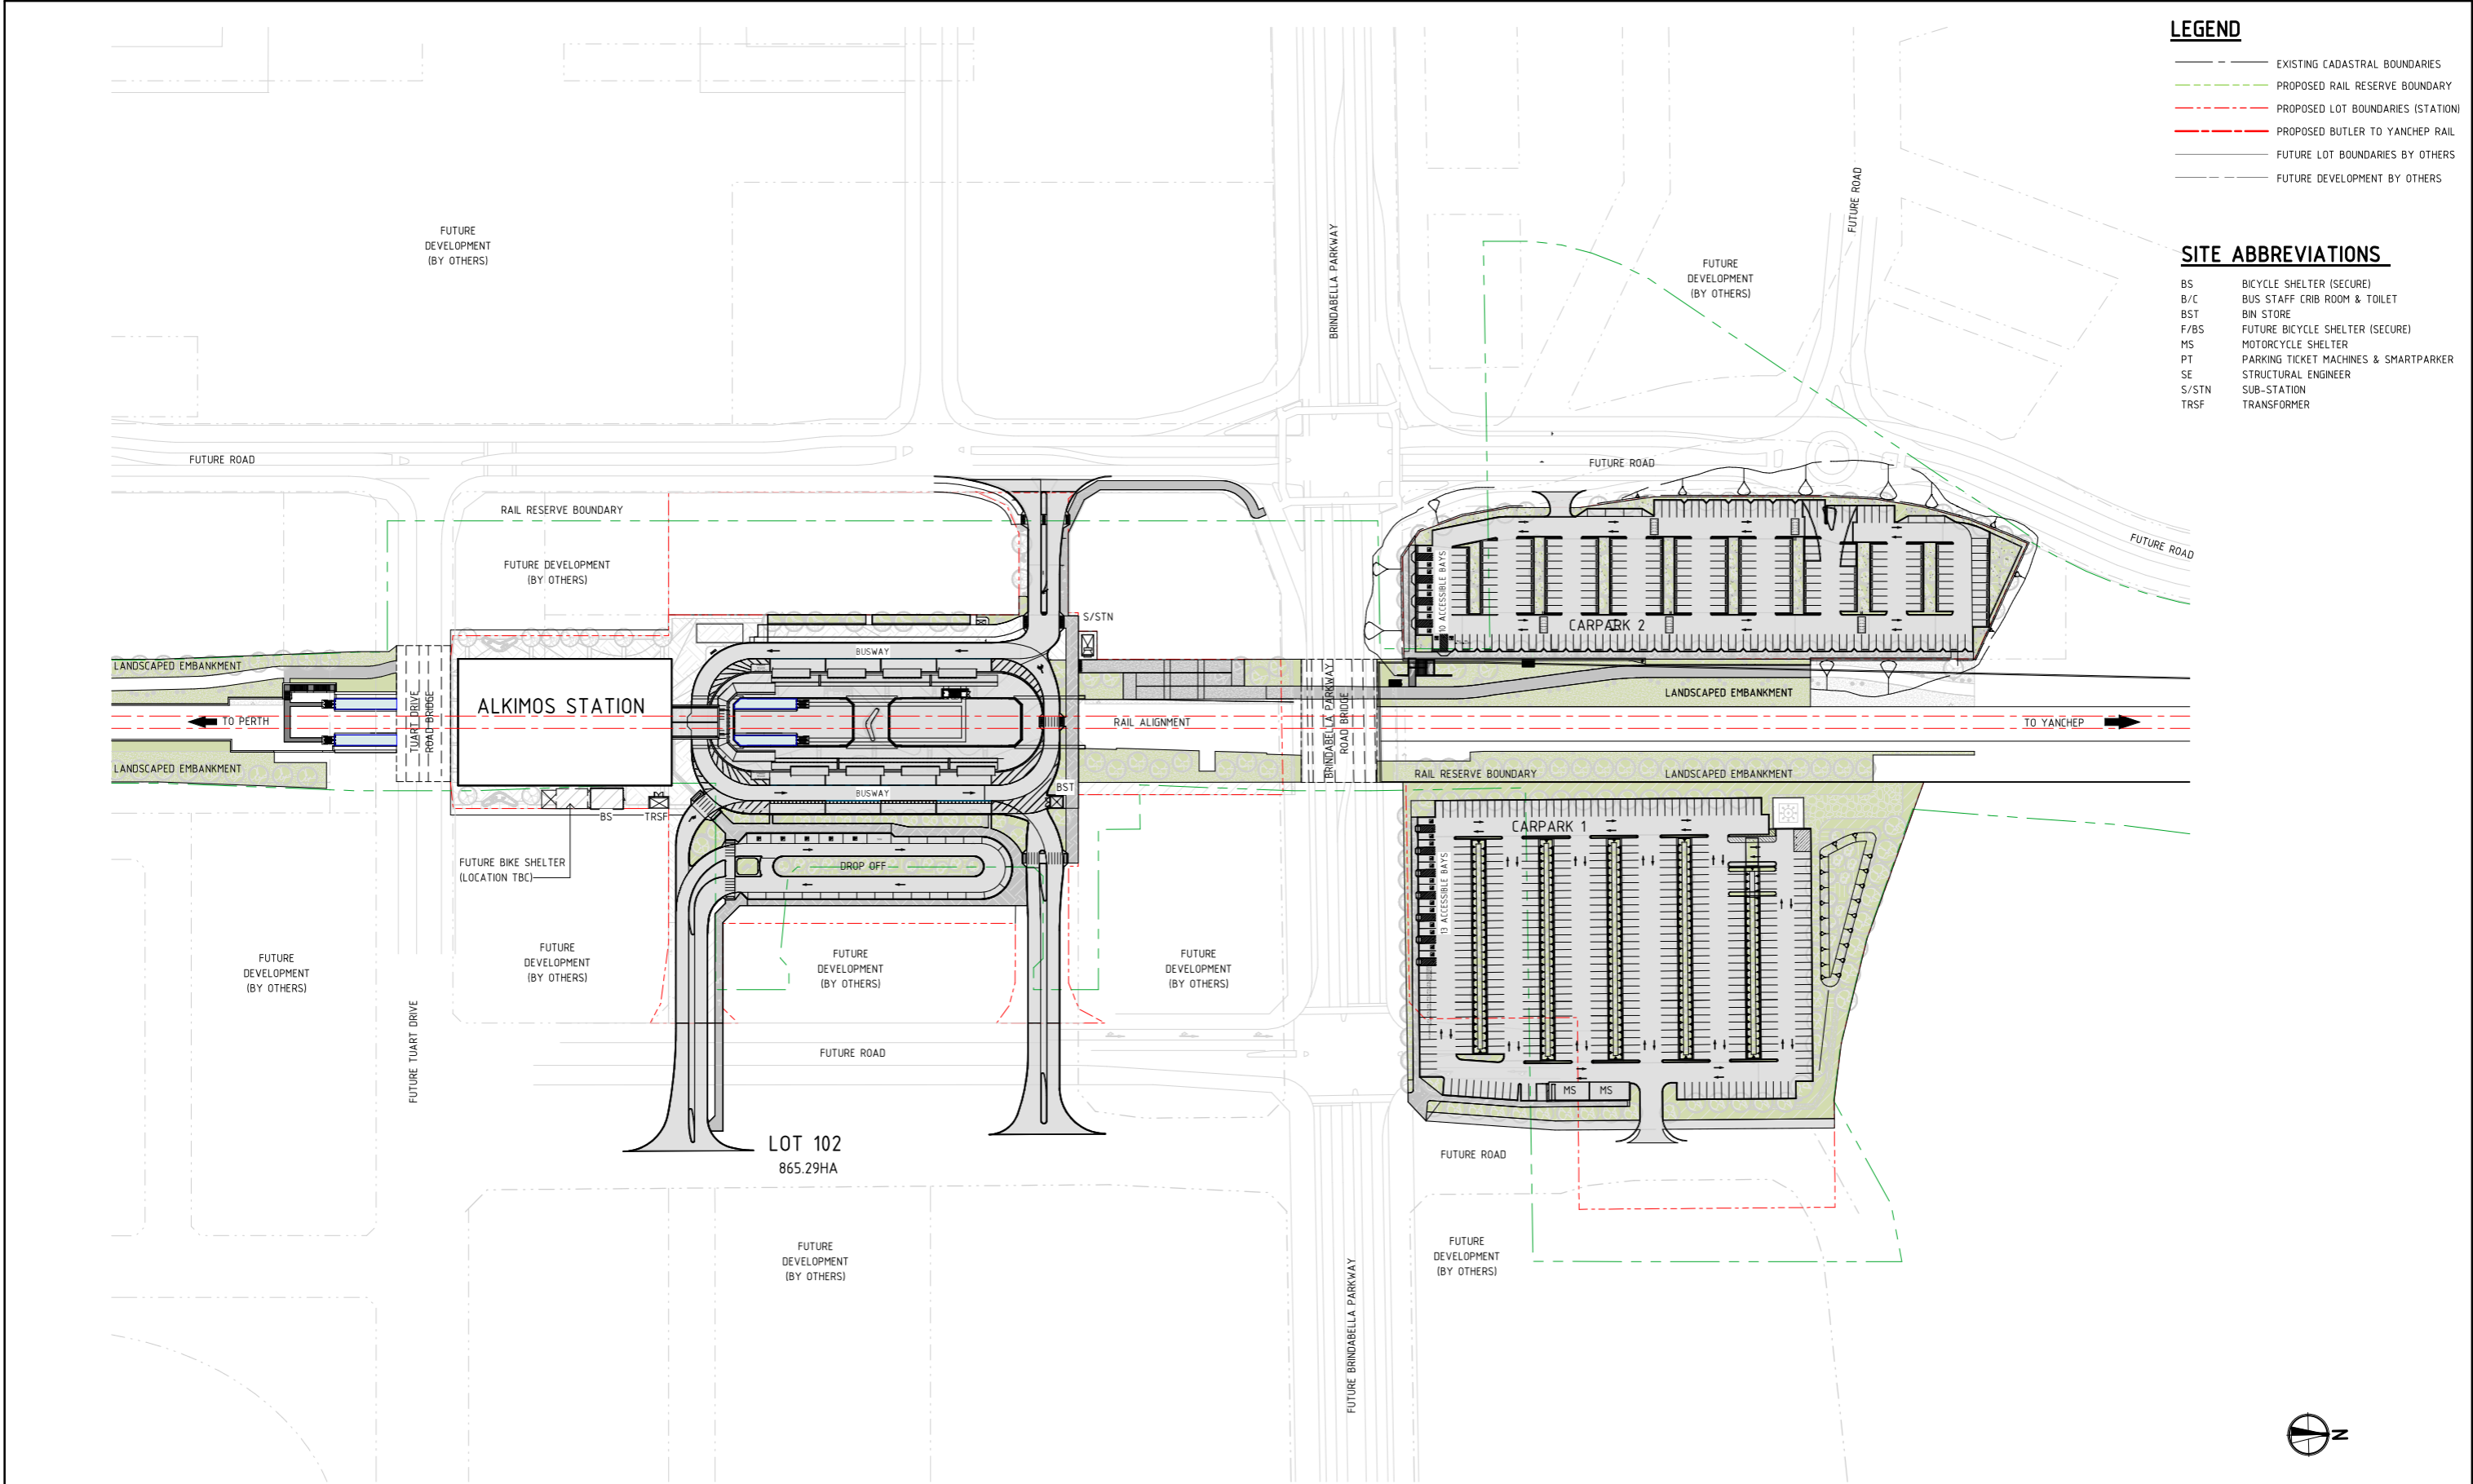 LEGEND
EXISTING CADASTRAL BOUNDARIES
PROPOSED RAIL RESERVE BOUNDARY
PROPOSED LOT BOUNDARIES (STATION)
PROPOSED BUTLER TO YANCHEP RAIL
FUTURE LOT BOUNDARIES BY OTHERS
FUTURE DEVELOPMENT BY OTHERS
SITE ABBREVIATIONS
BS BICYCLE SHELTER (SECURE)
B/C BUS STAFF CRIB ROOM & TOILET
BST BIN STORE
F/BS FUTURE BICYCLE SHELTER (SECURE)
MS MOTORCYCLE SHELTER
PT PARKING TICKET MACHINES & SMARTPARKER
SE STRUCTURAL ENGINEER
S/STN SUB-STATION
TRSF TRANSFORMER
FUTURE
DEVELOPMENT
(BY OTHERS)
BRINDABELLA PARKWAY
FUTURE
DEVELOPMENT
(BY OTHERS)
FUTURE ROAD
FUTURE ROAD
FUTURE ROAD
FUTURE ROAD
RAIL RESERVE BOUNDARY
FUTURE DEVELOPMENT
(BY OTHERS)
10 ACCESSIBLE BAYS
CARPARK 2
S/STN
BUSWAY
LANDSCAPED EMBANKMENT
TUART DRIVE
ROAD BRIDGE
ALKIMOS STATION
TO PERTH
RAIL ALIGNMENT
BRINDABELLA PARKWAY
ROAD BRIDGE
LANDSCAPED EMBANKMENT
TO YANCHEP
LANDSCAPED EMBANKMENT
RAIL RESERVE BOUNDARY
LANDSCAPED EMBANKMENT
BUSWAY
BST
BS
TRSF
FUTURE BIKE SHELTER
(LOCATION TBC)
DROP OFF
CARPARK 1
13 ACCESSIBLE BAYS
FUTURE
DEVELOPMENT
(BY OTHERS)
FUTURE
DEVELOPMENT
(BY OTHERS)
FUTURE
DEVELOPMENT
(BY OTHERS)
FUTURE
DEVELOPMENT
(BY OTHERS)
FUTURE TUART DRIVE
FUTURE ROAD
MS
MS
LOT 102
865.29HA
FUTURE ROAD
FUTURE
DEVELOPMENT
(BY OTHERS)
FUTURE
DEVELOPMENT
(BY OTHERS)
FUTURE BRINDABELLA PARKWAY
N